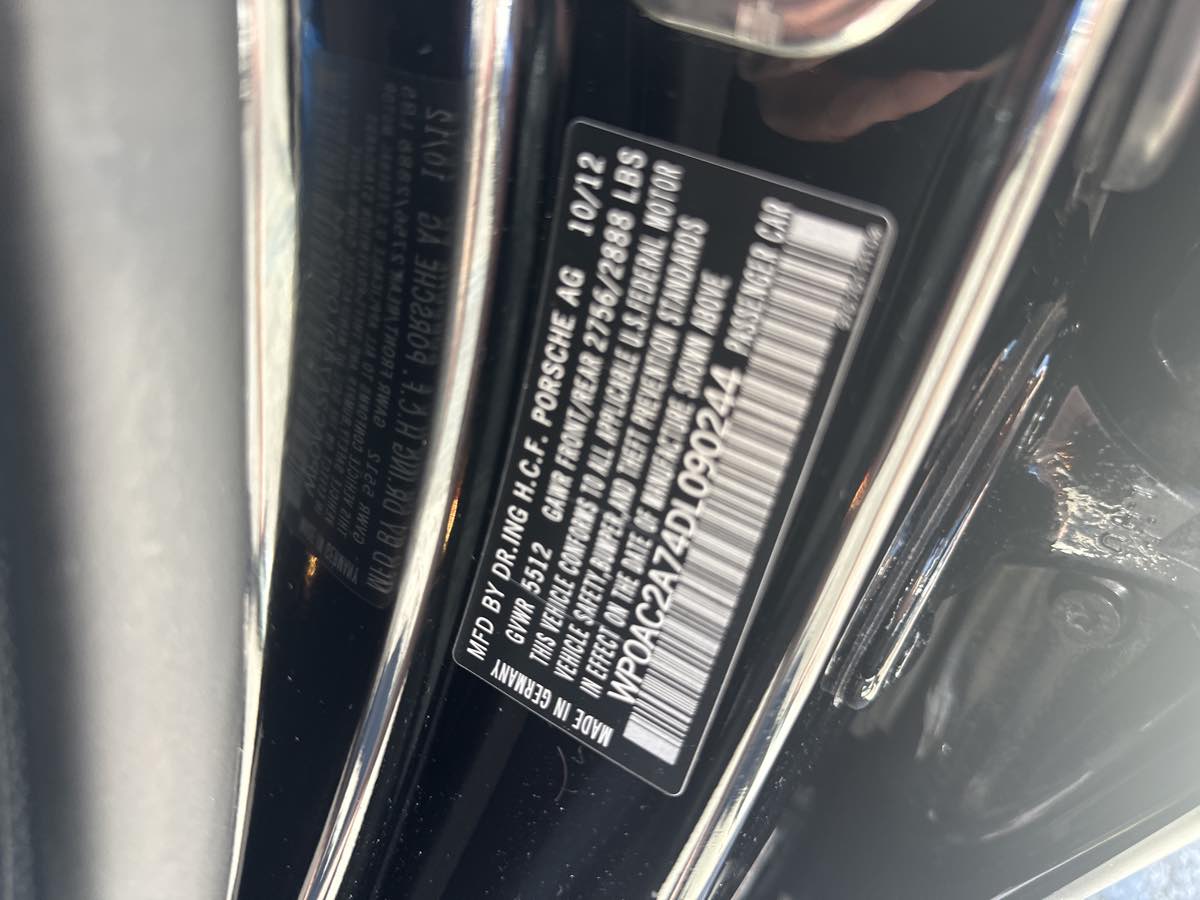 MFD BY DR.ING H.C.F. PORSCHE AG 10/12
GVWR 5512 GAWR FRONT/REAR 2756/2888 LBS
THIS VEHICLE CONFORMS TO ALL APPLICABLE U.S.FEDERAL MOTOR
VEHICLE SAFETY,BUMPER,AND THEFT PREVENTION STANDARDS
IN EFFECT ON THE DATE OF MANUFACTURE SHOWN ABOVE
WP0AC2A74DL090244 PASSENGER CAR
MADE IN GERMANY